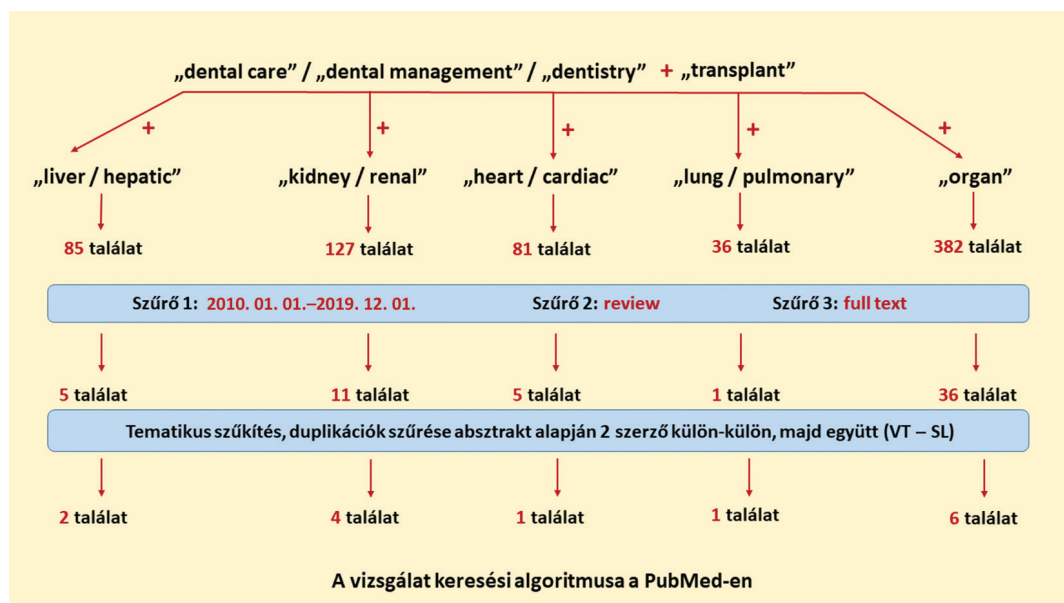 „dental care” / „dental management” / „dentistry” + „transplant”
+ + + + +
„liver / hepatic” „kidney / renal” „heart / cardiac” „lung / pulmonary” „organ”
85 találat 127 találat 81 találat 36 találat 382 találat
Szűrő 1: 2010. 01. 01.–2019. 12. 01. Szűrő 2: review Szűrő 3: full text
5 találat 11 találat 5 találat 1 találat 36 találat
Tematikus szűkítés, duplikációk szűrése absztrakt alapján 2 szerző külön-külön, majd együtt (VT – SL)
2 találat 4 találat 1 találat 1 találat 6 találat
A vizsgálat keresési algoritmusa a PubMed-en